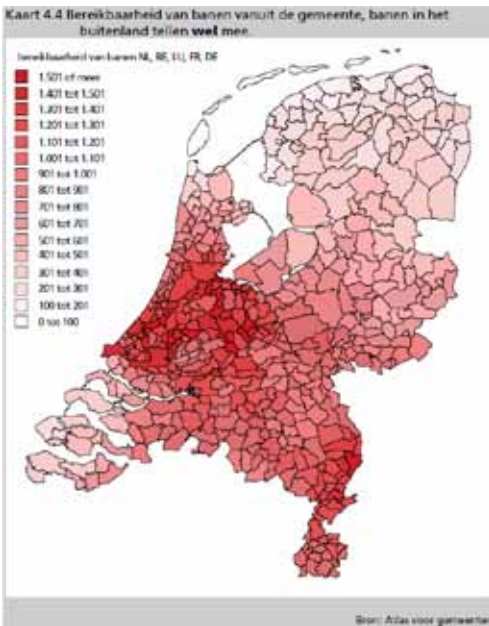 Kaart 4.4 Bereikbaarheid van banen vanuit de gemeente, banen in het
buitenland tellen wel mee.
bereikbaarheid van banen NL, BE, LU, FR, DE
1.501 of meer
1.401 tot 1.501
1.301 tot 1.401
1.201 tot 1.301
1.101 tot 1.201
1.001 tot 1.101
901 tot 1.001
801 tot 901
701 tot 801
601 tot 701
501 tot 601
401 tot 501
301 tot 401
201 tot 301
100 tot 201
0 tot 100
Bron: Atlas voor gemeenten